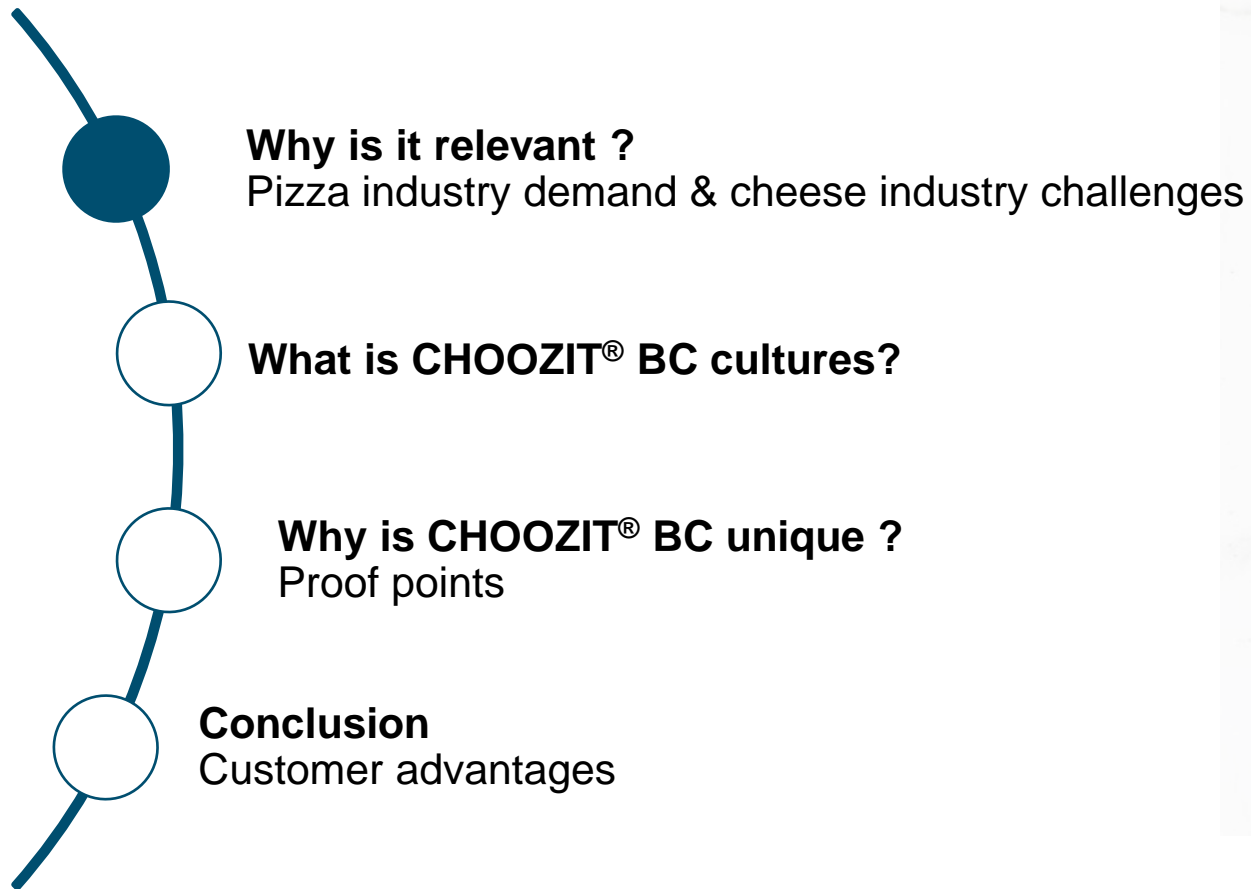 Why is it relevant ?
Pizza industry demand & cheese industry challenges
What is CHOOZIT® BC cultures?
Why is CHOOZIT® BC unique ?
Proof points
Conclusion
Customer advantages